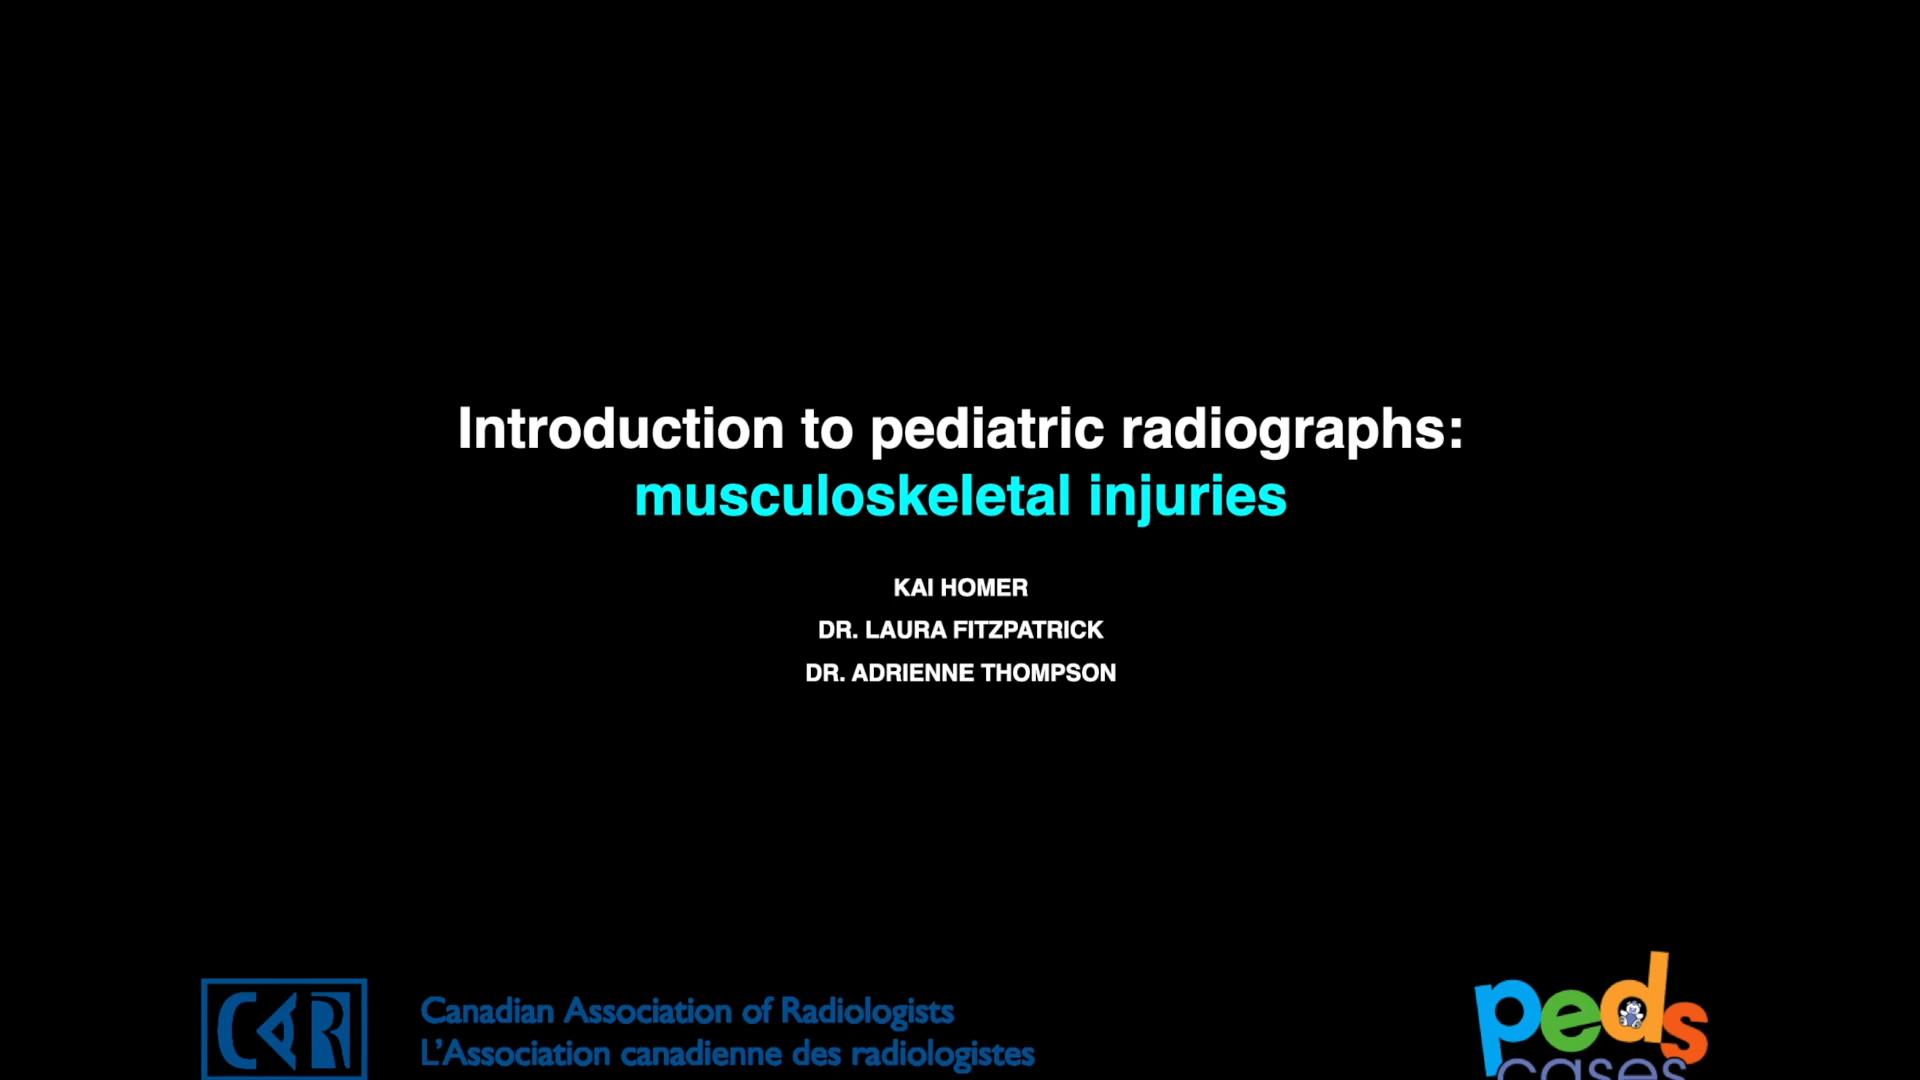 Introduction to pediatric radiographs:
musculoskeletal injuries
KAI HOMER
DR. LAURA FITZPATRICK
DR. ADRIENNE THOMPSON
CAR
Canadian Association of Radiologists
L'Association canadienne des radiologistes
peds
cases